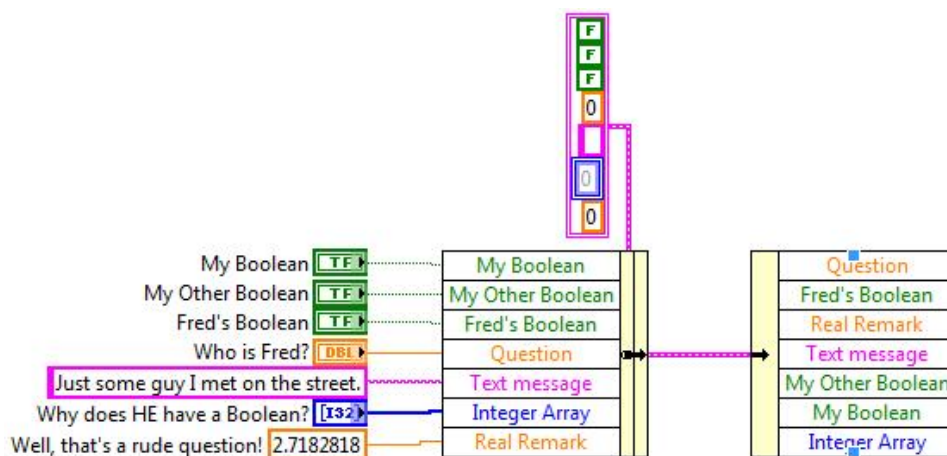 F
F
F
0
0
0
My Boolean TF My Boolean Question
My Other Boolean TF My Other Boolean Fred's Boolean
Fred's Boolean TF Fred's Boolean Real Remark
Who is Fred? DBL Question Text message
Just some guy I met on the street. Text message My Other Boolean
Why does HE have a Boolean? [I32] Integer Array My Boolean
Well, that's a rude question! 2.7182818 Real Remark Integer Array